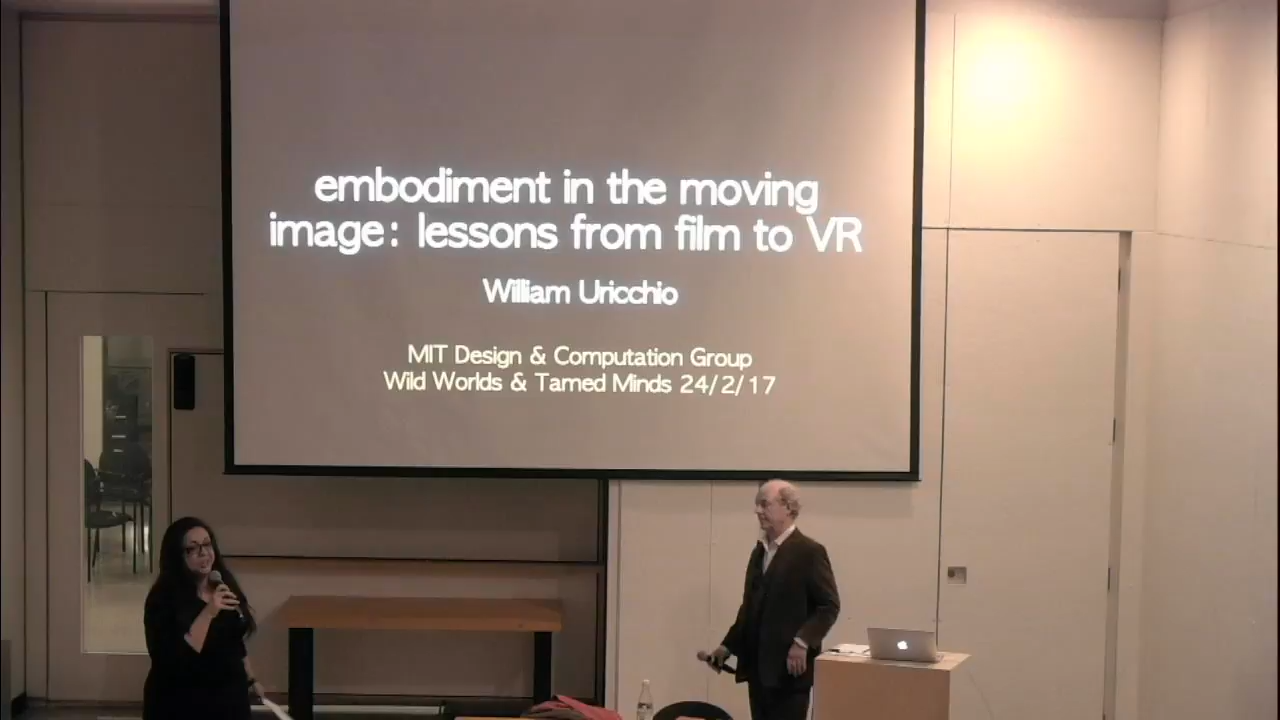 embodiment in the moving
image: lessons from film to VR
William Uricchio
MIT Design & Computation Group
Wild Worlds & Tamed Minds 24/2/17